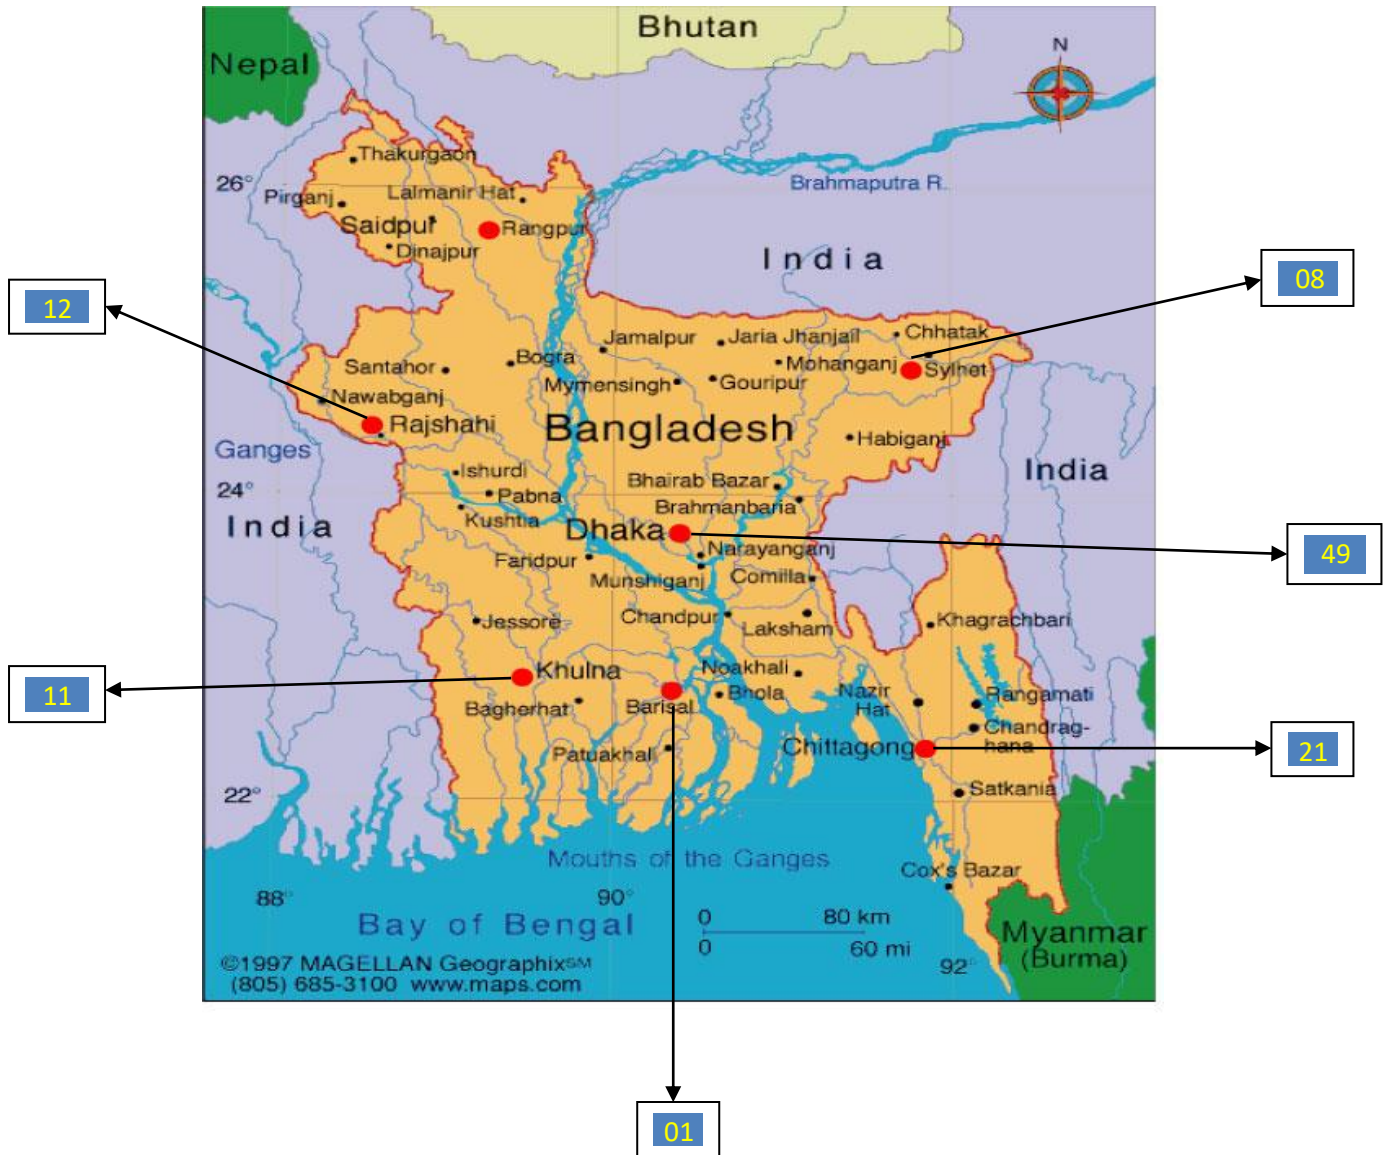 Bhutan
Nepal
N
Thakurgaon
26°
Lalmanir Hat
Brahmaputra R.
Pirganj
Saidpur
Rangpur
Dinajpur
India
08
12
Jamalpur
Jaria Jhanjail
Chhatak
Santahar
Bogra
Mohanganj
Sylhet
Mymensingh
Gouripur
Nawabganj
Rajshahi
Bangladesh
Habiganj
Ganges
India
Ishurdi
Bhairab Bazar
24°
Pabna
Brahmanbaria
India
Kushtia
Dhaka
Narayanganj
49
Faridpur
Munshiganj
Comilla
Jessore
Chandpur
Laksham
Khagrachbari
Khulna
Noakhali
11
Bagherhat
Barisal
Bhola
Nazir
Hat
Rangamati
Chandrag-
hana
Patuakhali
Chittagong
21
22°
Satkania
Mouths of the Ganges
Cox's Bazar
88°
90°
Bay of Bengal
0 80 km
0 60 mi
Myanmar
(Burma)
92°
©1997 MAGELLAN Geographix℠
(805) 685-3100 www.maps.com
01